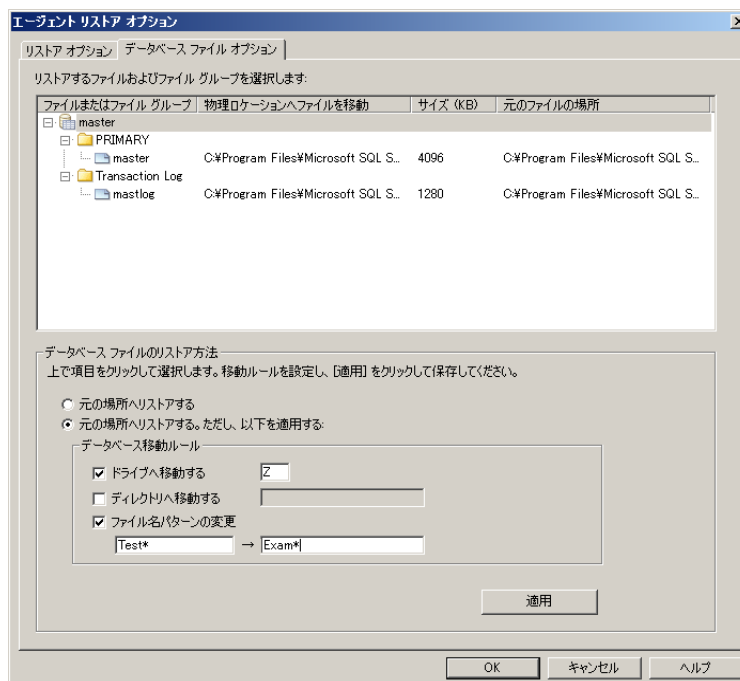 エージェント リストア オプション
リストア オプション データベース ファイル オプション
リストアするファイルおよびファイル グループを選択します:
ファイルまたはファイル グループ 物理ロケーションへファイルを移動 サイズ (KB) 元のファイルの場所
master
PRIMARY
master C:¥Program Files¥Microsoft SQL S... 4096 C:¥Program Files¥Microsoft SQL S...
Transaction Log
mastlog C:¥Program Files¥Microsoft SQL S... 1280 C:¥Program Files¥Microsoft SQL S...
データベース ファイルのリストア方法
上で項目をクリックして選択します。移動ルールを設定し、[適用] をクリックして保存してください。
元の場所へリストアする
元の場所へリストアする。ただし、以下を適用する:
データベース移動ルール
ドライブへ移動する Z
ディレクトリへ移動する
ファイル名パターンの変更
Test* → Exam*
適用
OK キャンセル ヘルプ